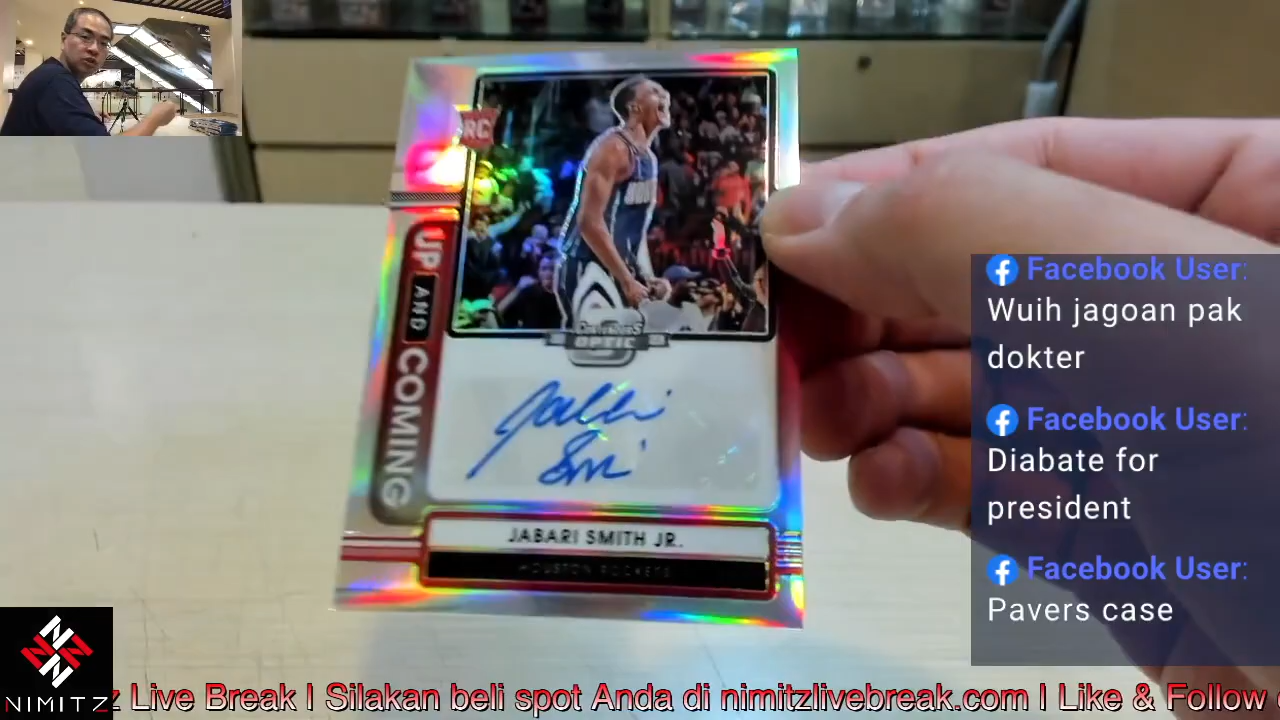 RC
UP AND COMING
CONTENDERS
OPTIC
JABARI SMITH JR.
HOUSTON ROCKETS
Facebook User:
Wuih jagoan pak
dokter
Facebook User:
Diabate for
president
Facebook User:
Pavers case
NIMITZ
z Live Break I Silakan beli spot Anda di nimitzlivebreak.com I Like & Follow